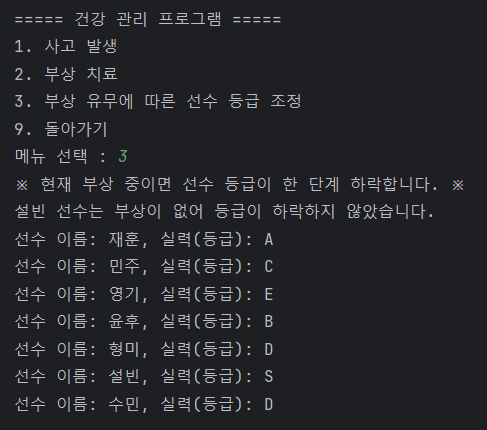 ===== 건강 관리 프로그램 =====
1. 사고 발생
2. 부상 치료
3. 부상 유무에 따른 선수 등급 조정
9. 돌아가기
메뉴 선택 : 3
※ 현재 부상 중이면 선수 등급이 한 단계 하락합니다. ※
설빈 선수는 부상이 없어 등급이 하락하지 않았습니다.
선수 이름: 재훈, 실력(등급): A
선수 이름: 민주, 실력(등급): C
선수 이름: 영기, 실력(등급): E
선수 이름: 윤후, 실력(등급): B
선수 이름: 형미, 실력(등급): D
선수 이름: 설빈, 실력(등급): S
선수 이름: 수민, 실력(등급): D